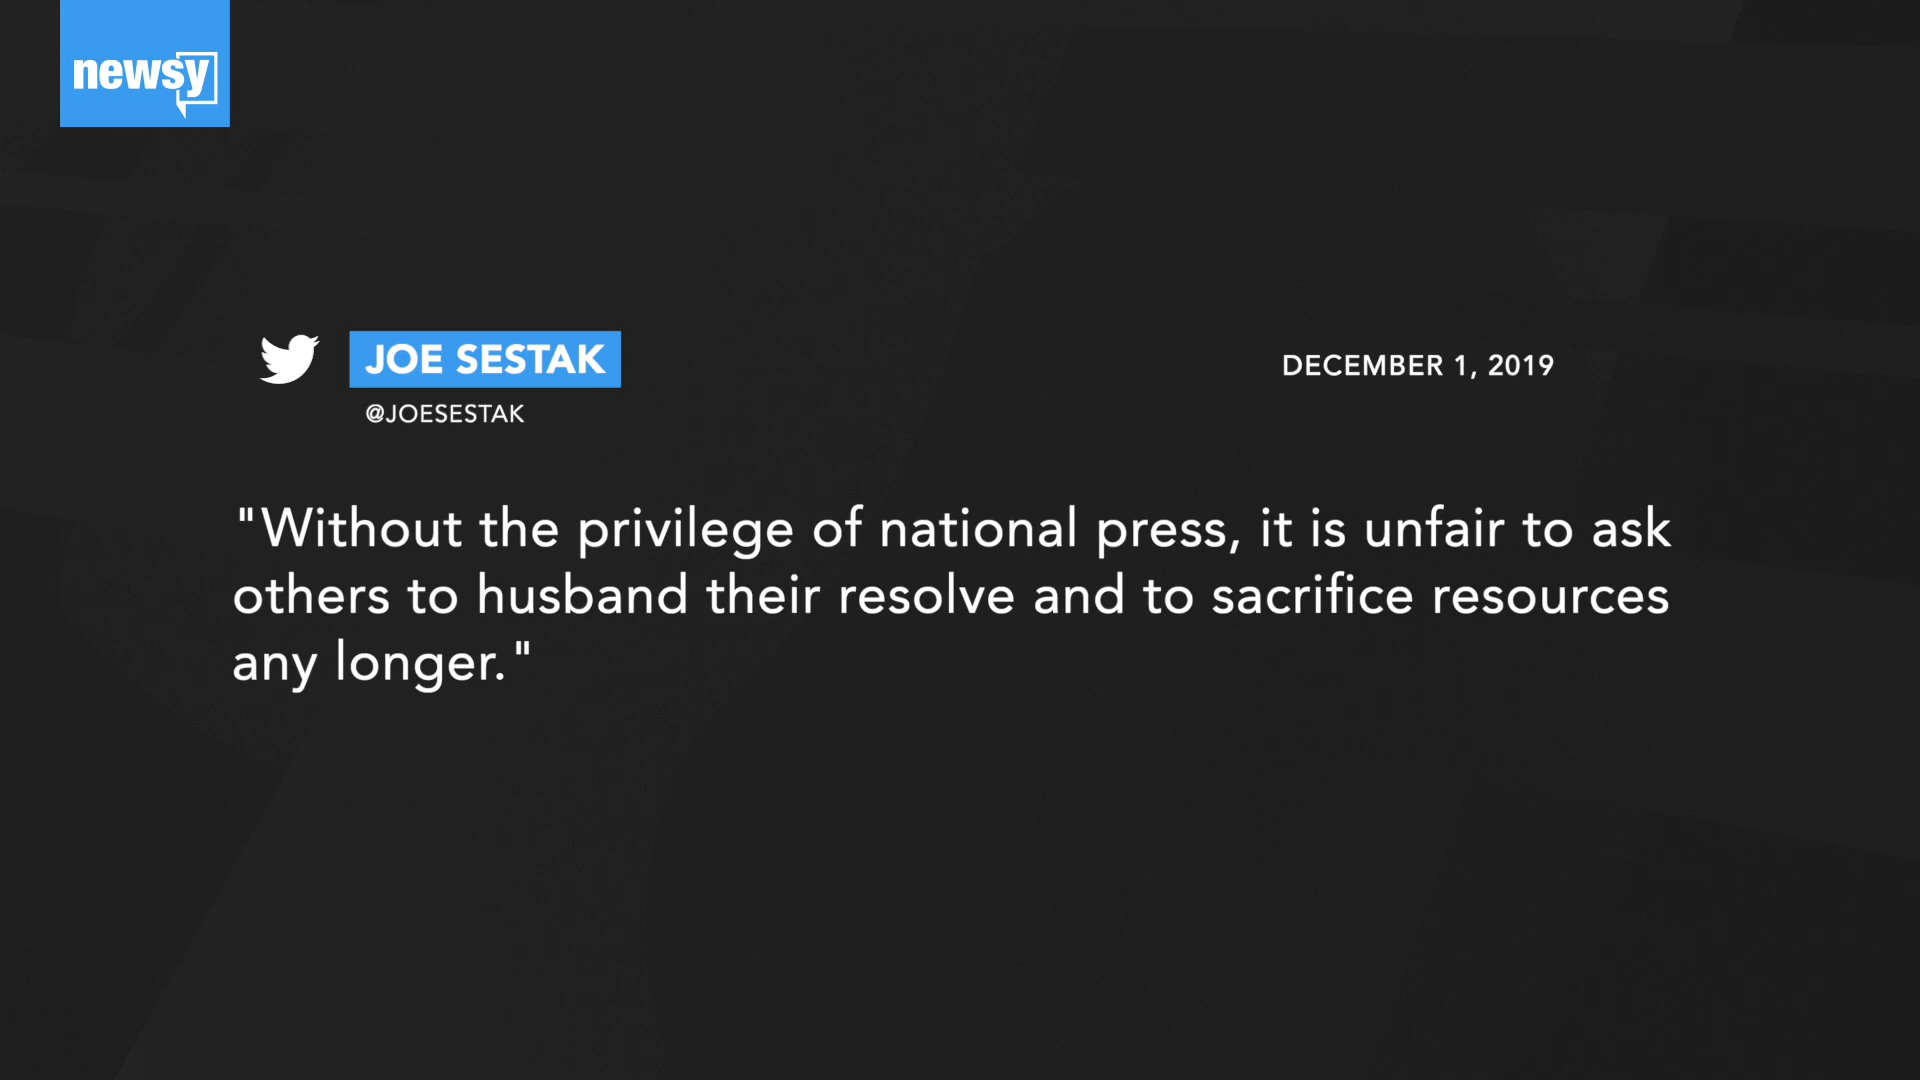 newsy
JOE SESTAK
DECEMBER 1, 2019
@JOESESTAK
"Without the privilege of national press, it is unfair to ask
others to husband their resolve and to sacrifice resources
any longer."